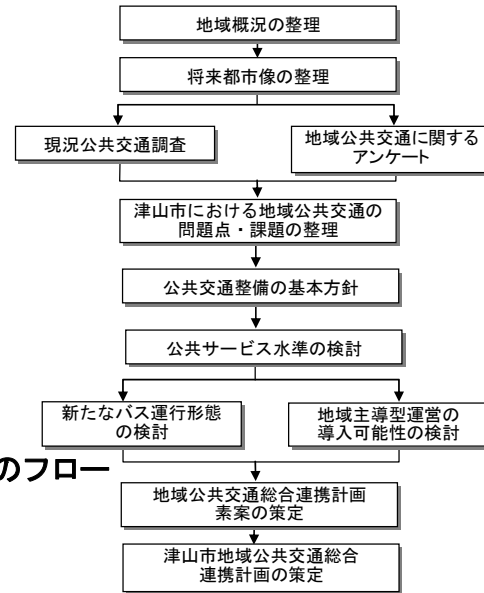 地域概況の整理
将来都市像の整理
現況公共交通調査
地域公共交通に関する
アンケート
津山市における地域公共交通の
問題点・課題の整理
公共交通整備の基本方針
公共サービス水準の検討
新たなバス運行形態
の検討
地域主導型運営の
導入可能性の検討
のフロー
地域公共交通総合連携計画
素案の策定
津山市地域公共交通総合
連携計画の策定